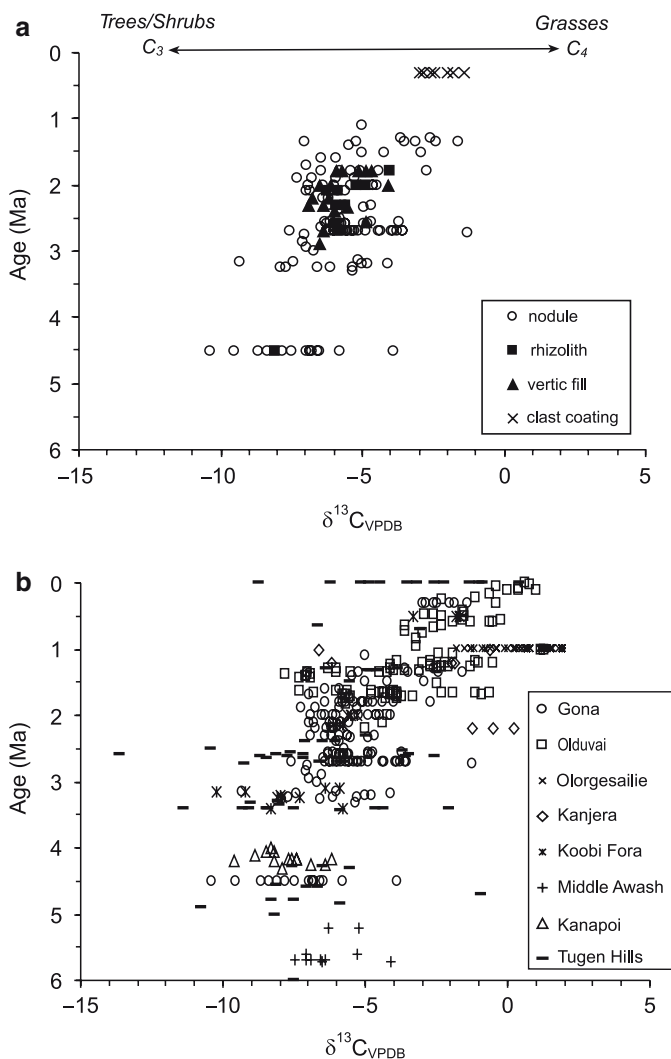 a
Trees/Shrubs Grasses
C3 C4
0
1
2
3
4
5
6
Age (Ma)
nodule
rhizolith
vertic fill
clast coating
–15 –10 –5 0 5
δ13CVPDB
b
0
1
2
3
4
5
6
Age (Ma)
Gona
Olduvai
Olorgesailie
Kanjera
Koobi Fora
Middle Awash
Kanapoi
Tugen Hills
–15 –10 –5 0 5
δ13CVPDB